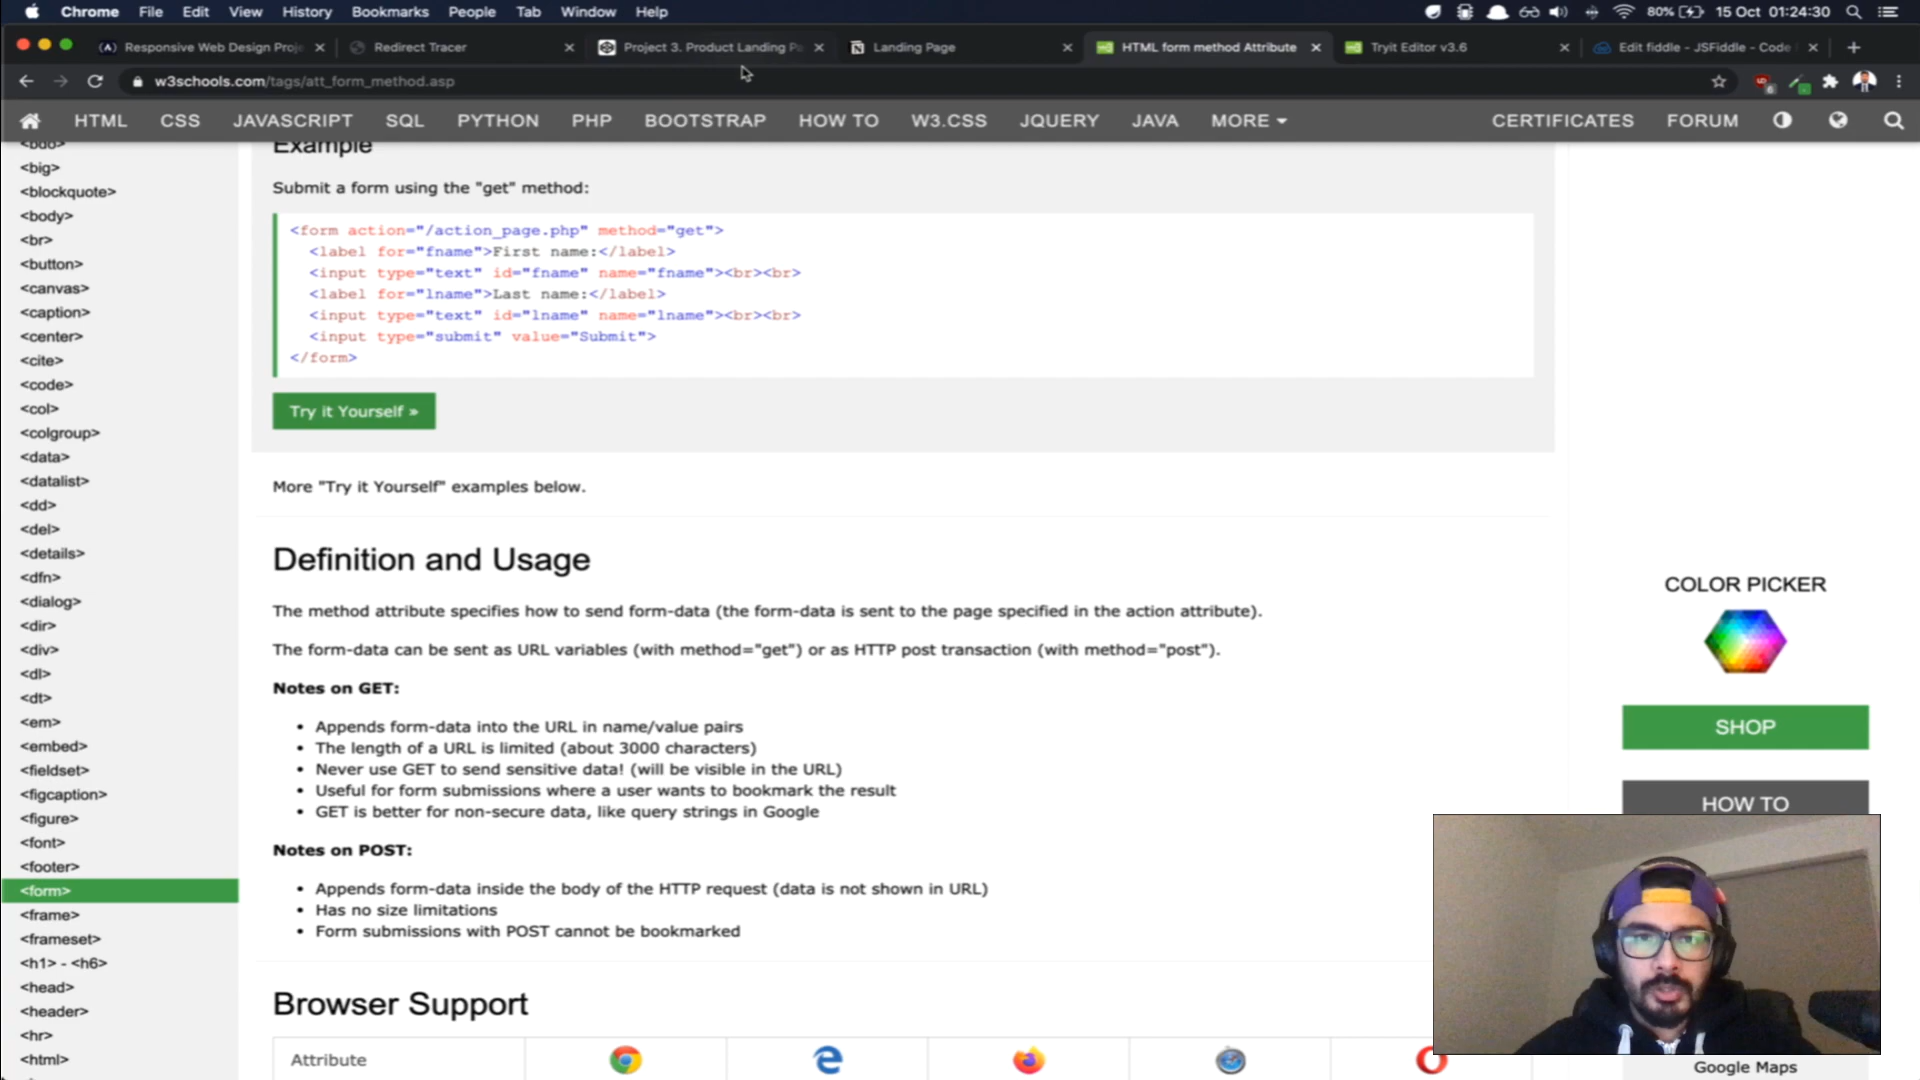 Chrome File Edit View History Bookmarks People Tab Window Help 80% 15 Oct 01:24:30
Responsive Web Design Proje Redirect Tracer Project 3. Product Landing Pa Landing Page HTML form method Attribute Tryit Editor v3.6 Edit fiddle - JSFiddle - Code
w3schools.com/tags/att_form_method.asp
HTML CSS JAVASCRIPT SQL PYTHON PHP BOOTSTRAP HOW TO W3.CSS JQUERY JAVA MORE CERTIFICATES FORUM
<bdo>
<big>
<blockquote>
<body>
<br>
<button>
<canvas>
<caption>
<center>
<cite>
<code>
<col>
<colgroup>
<data>
<datalist>
<dd>
<del>
<details>
<dfn>
<dialog>
<dir>
<div>
<dl>
<dt>
<em>
<embed>
<fieldset>
<figcaption>
<figure>
<font>
<footer>
<form>
<frame>
<frameset>
<h1> - <h6>
<head>
<header>
<hr>
<html>
Example
Submit a form using the "get" method:
<form action="/action_page.php" method="get">
<label for="fname">First name:</label>
<input type="text" id="fname" name="fname"><br><br>
<label for="lname">Last name:</label>
<input type="text" id="lname" name="lname"><br><br>
<input type="submit" value="Submit">
</form>
Try it Yourself »
More "Try it Yourself" examples below.
Definition and Usage
The method attribute specifies how to send form-data (the form-data is sent to the page specified in the action attribute).
The form-data can be sent as URL variables (with method="get") or as HTTP post transaction (with method="post").
Notes on GET:
• Appends form-data into the URL in name/value pairs
• The length of a URL is limited (about 3000 characters)
• Never use GET to send sensitive data! (will be visible in the URL)
• Useful for form submissions where a user wants to bookmark the result
• GET is better for non-secure data, like query strings in Google
Notes on POST:
• Appends form-data inside the body of the HTTP request (data is not shown in URL)
• Has no size limitations
• Form submissions with POST cannot be bookmarked
Browser Support
Attribute
COLOR PICKER
SHOP
HOW TO
Google Maps